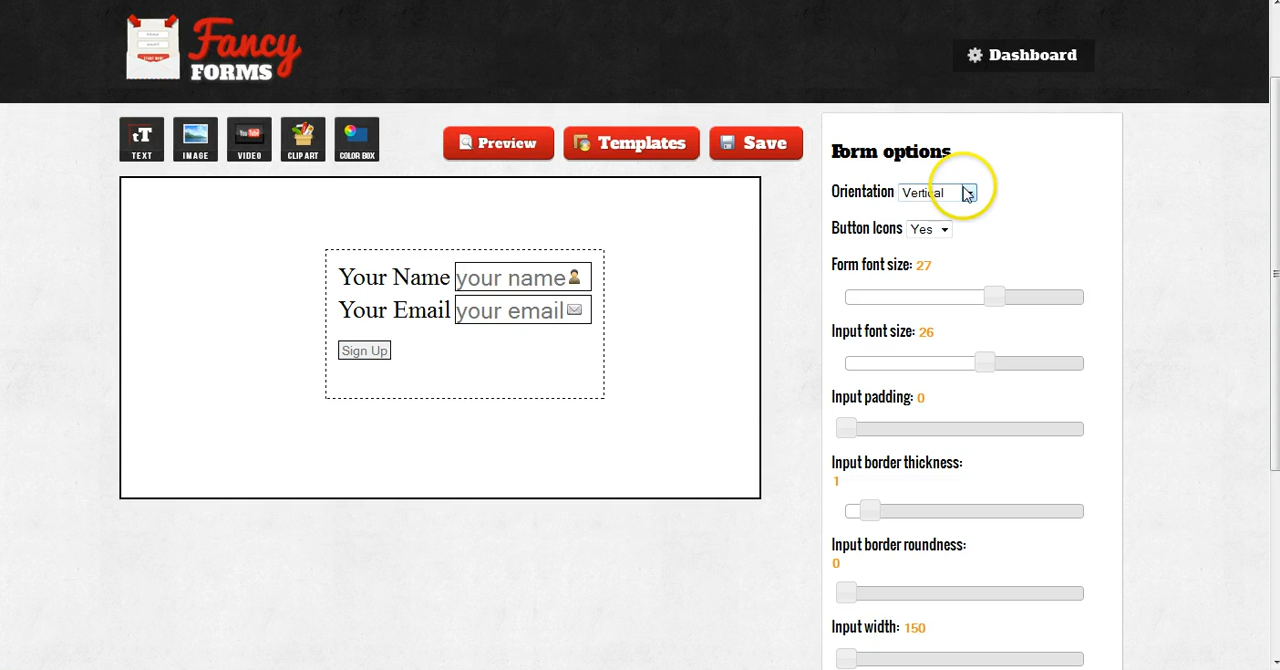 Fancy
FORMS
Dashboard
TEXT
IMAGE
VIDEO
CLIP ART
COLOR BOX
Preview
Templates
Save
Your Name your name
Your Email your email
Sign Up
Form options
Orientation Vertical
Button Icons Yes
Form font size: 27
Input font size: 26
Input padding: 0
Input border thickness:
1
Input border roundness:
0
Input width: 150